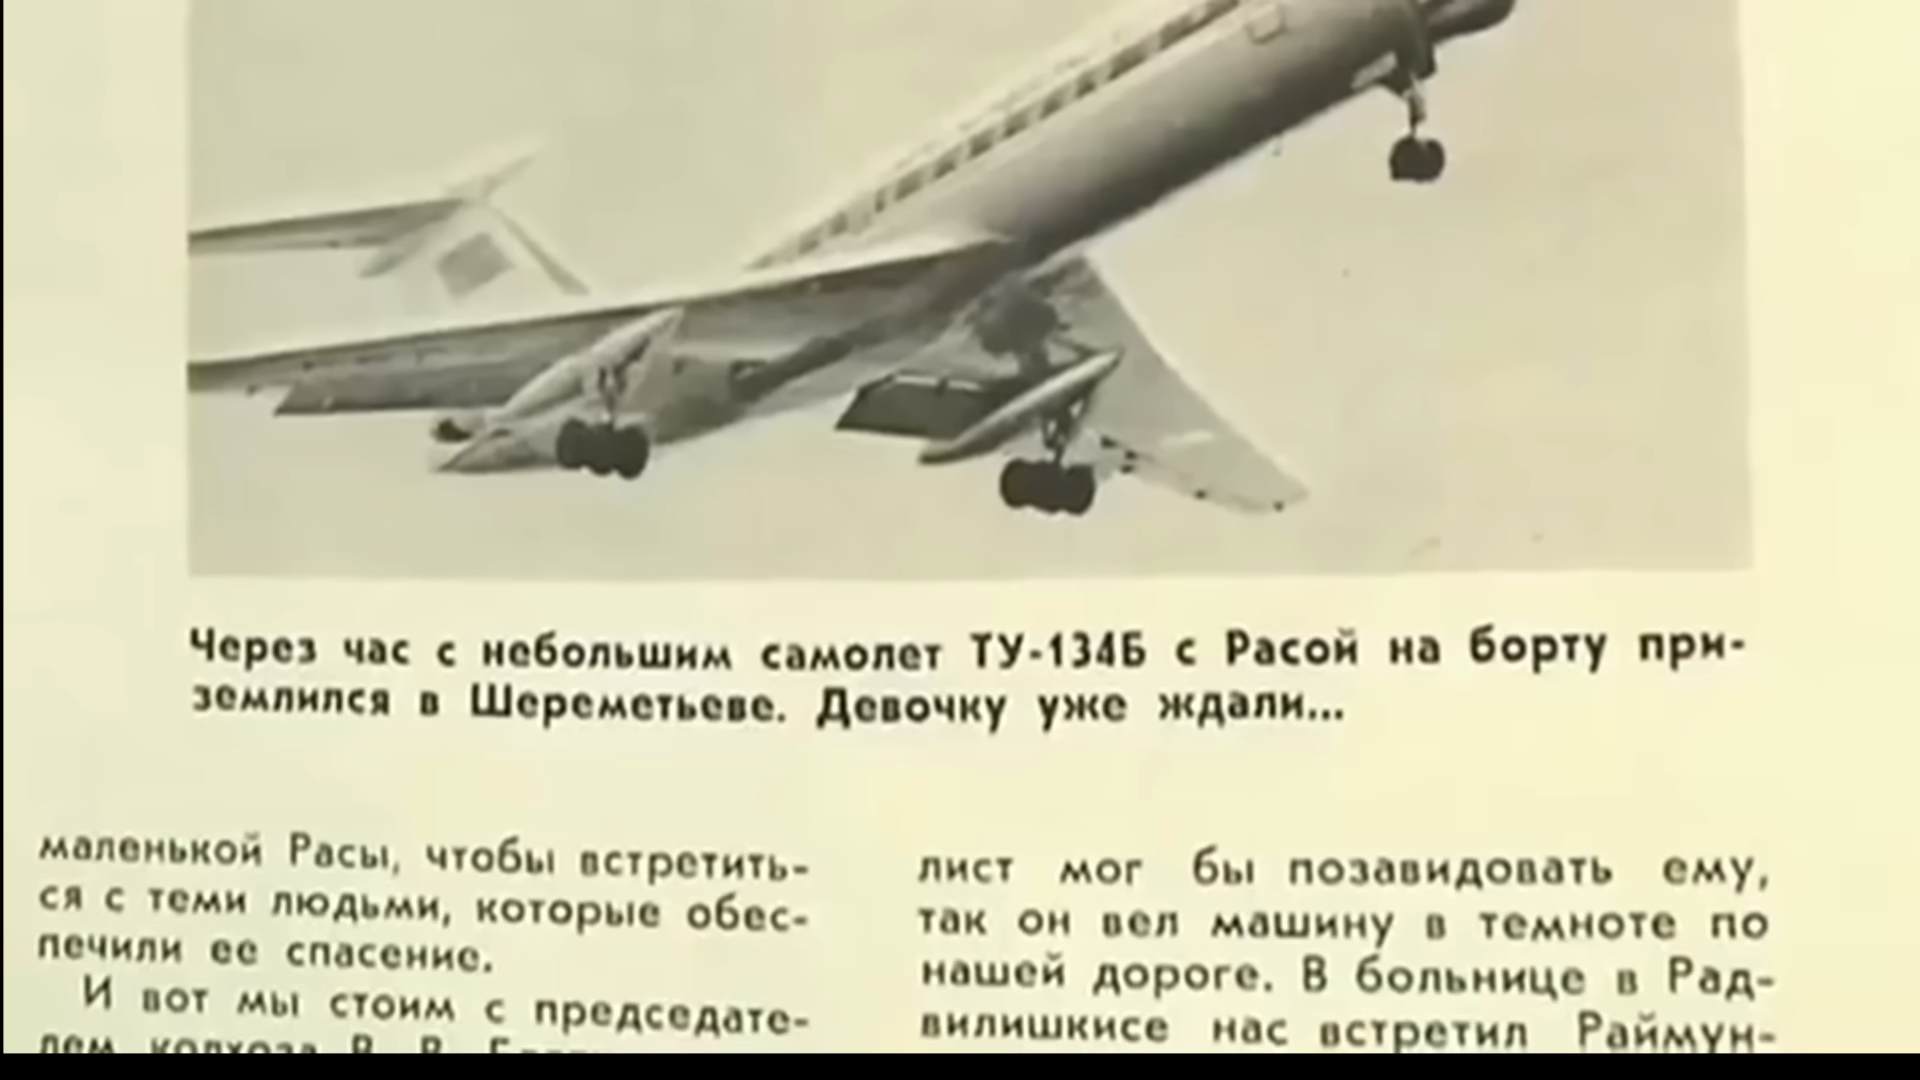 Через час с небольшим самолет ТУ-134Б с Расой на борту при-
землился в Шереметьеве. Девочку уже ждали...
маленькой Расы, чтобы встретить-
ся с теми людьми, которые обес-
печили ее спасение.
И вот мы стоим с председате-
лем колхоза В. В.
лист мог бы позавидовать ему,
так он вел машину в темноте по
нашей дороге. В больнице в Рад-
вилишкисе нас встретил Раймун-